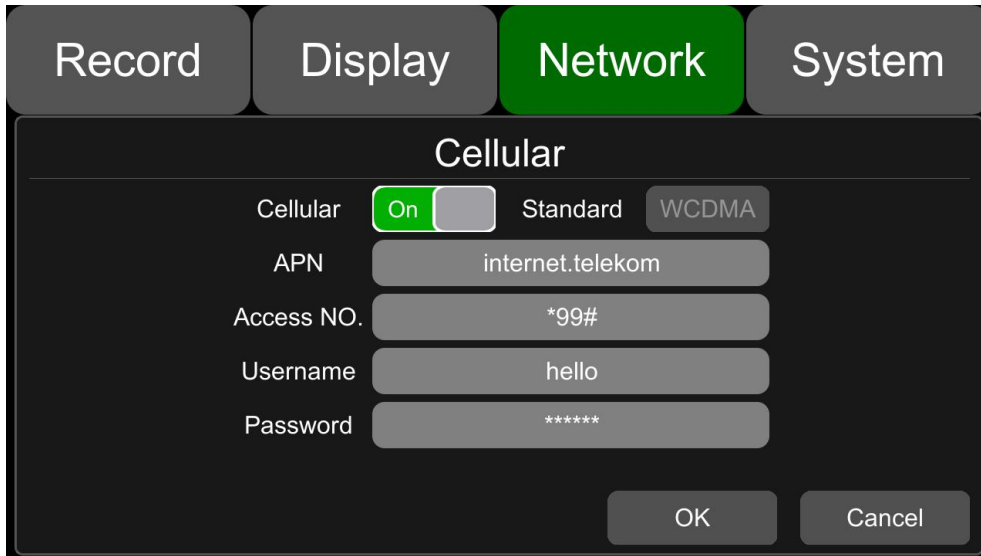 Record Display Network System
Cellular
Cellular On Standard WCDMA
APN internet.telekom
Access NO. *99#
Username hello
Password ******
OK Cancel